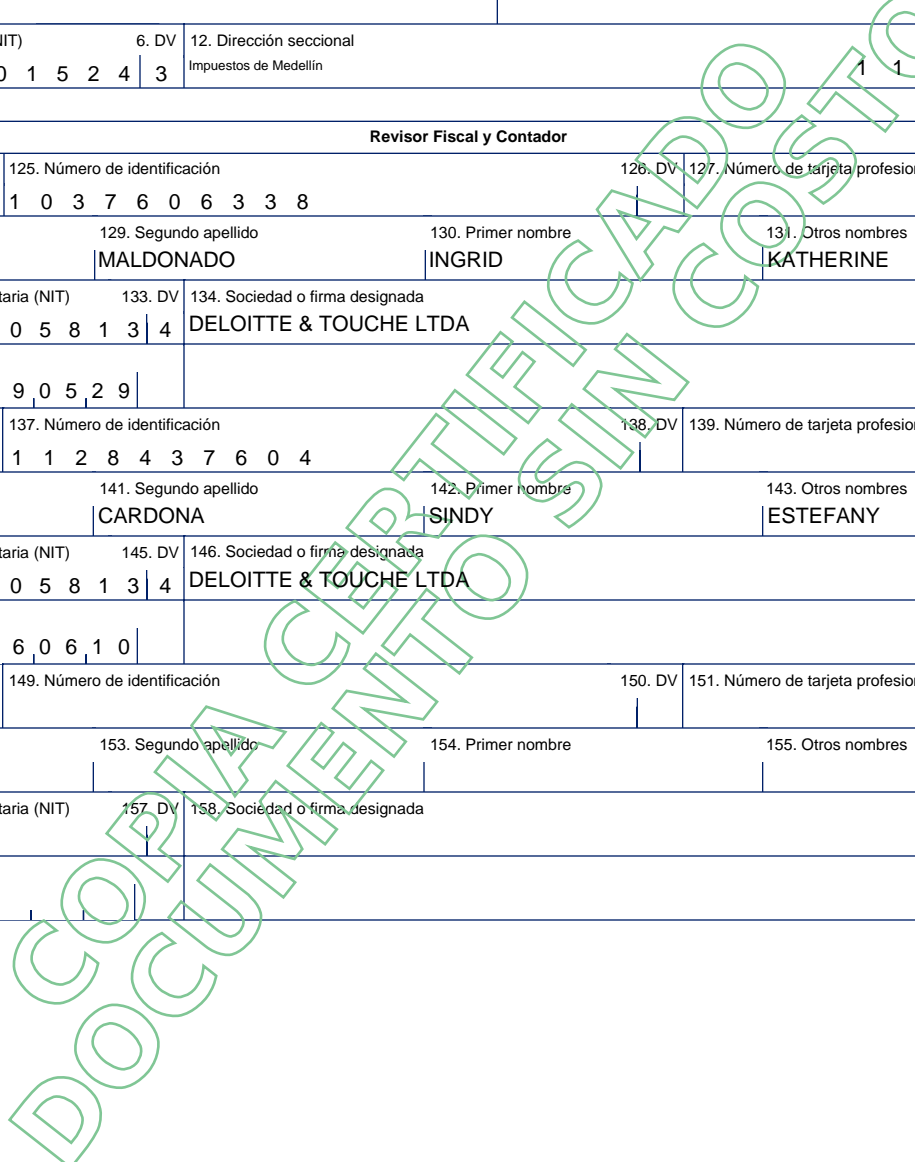 NIT) 6. DV 12. Dirección seccional
0 1 5 2 4 3 Impuestos de Medellín 1 1
Revisor Fiscal y Contador
125. Número de identificación 126. DV 127. Número de tarjeta profesion
1 0 3 7 6 0 6 3 3 8
129. Segundo apellido 130. Primer nombre 131. Otros nombres
MALDONADO INGRID KATHERINE
taria (NIT) 133. DV 134. Sociedad o firma designada
0 5 8 1 3 4 DELOITTE & TOUCHE LTDA
9 0 5 2 9
137. Número de identificación 138. DV 139. Número de tarjeta profesion
1 1 2 8 4 3 7 6 0 4
141. Segundo apellido 142. Primer nombre 143. Otros nombres
CARDONA SINDY ESTEFANY
taria (NIT) 145. DV 146. Sociedad o firma designada
0 5 8 1 3 4 DELOITTE & TOUCHE LTDA
6 0 6 1 0
149. Número de identificación 150. DV 151. Número de tarjeta profesion
153. Segundo apellido 154. Primer nombre 155. Otros nombres
taria (NIT) 157. DV 158. Sociedad o firma designada
COPIA CERTIFICADO
DOCUMENTO SIN COSTO